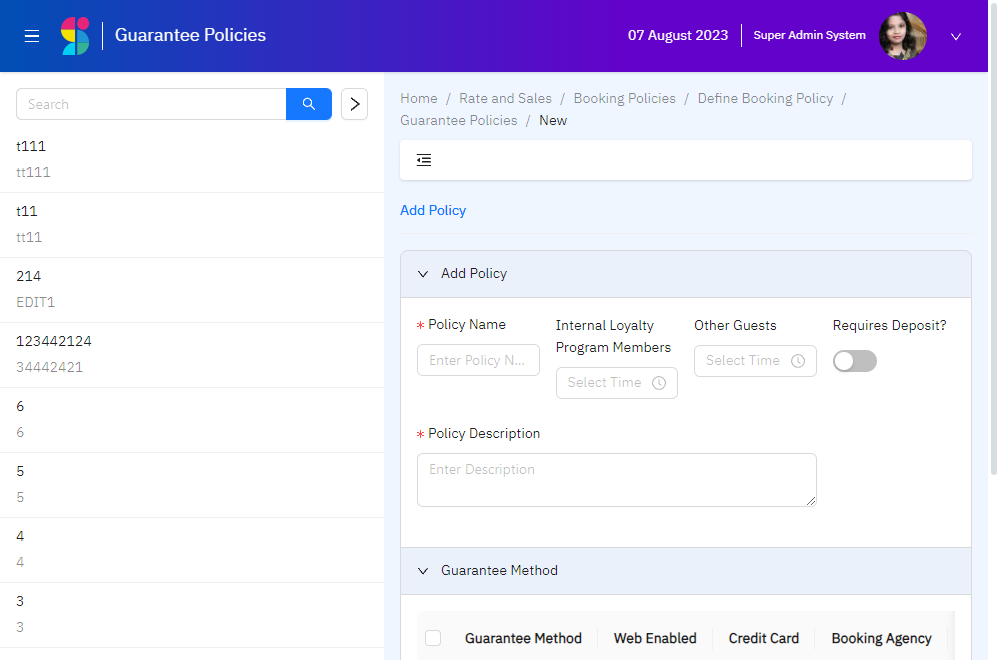 Guarantee Policies
07 August 2023
Super Admin System
Search
t111
tt111
t11
tt11
214
EDIT1
123442124
34442421
6
6
5
5
4
4
3
3
Home / Rate and Sales / Booking Policies / Define Booking Policy /
Guarantee Policies / New
Add Policy
Add Policy
* Policy Name
Enter Policy N...
Internal Loyalty
Program Members
Select Time
Other Guests
Select Time
Requires Deposit?
* Policy Description
Enter Description
Guarantee Method
Guarantee Method Web Enabled Credit Card Booking Agency